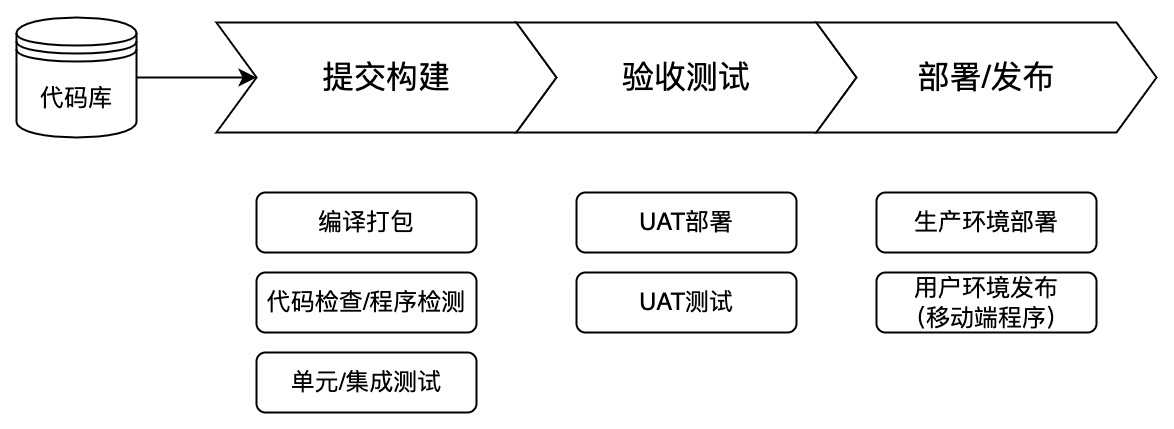 代码库
提交构建
验收测试
部署/发布
编译打包
UAT部署
生产环境部署
代码检查/程序检测
UAT测试
用户环境发布
（移动端程序）
单元/集成测试